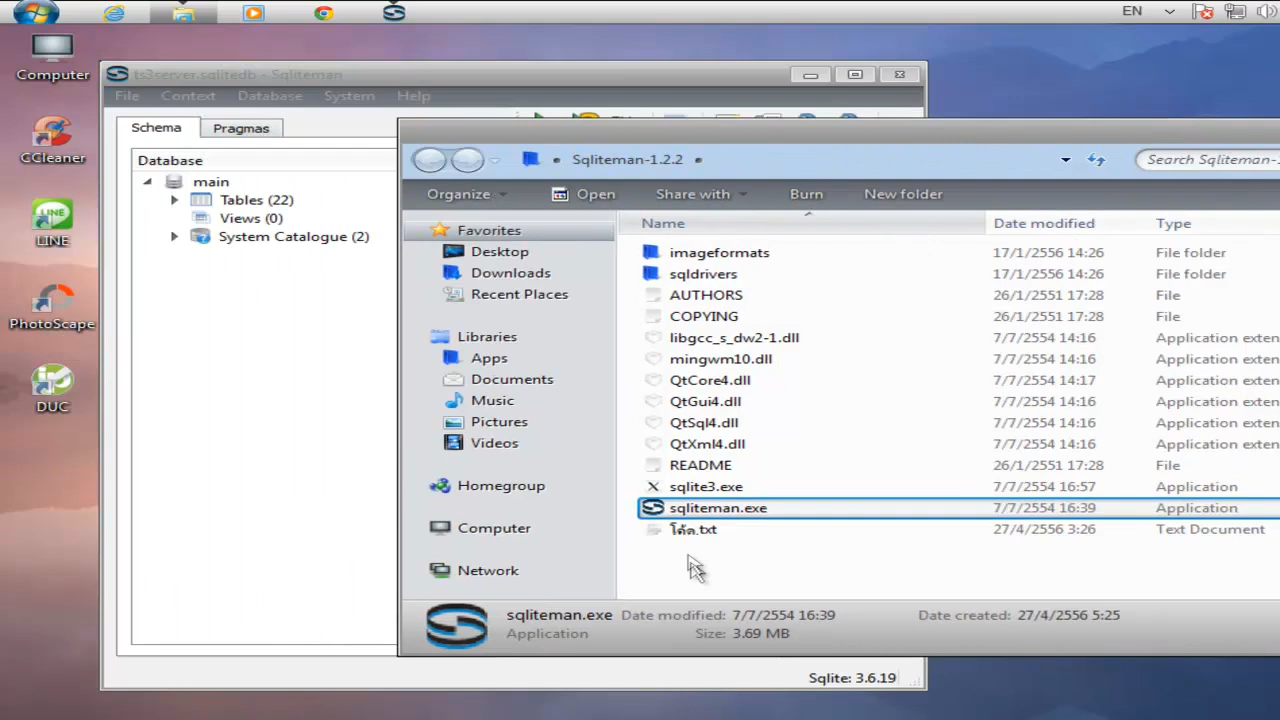 EN
Computer
CCleaner
LINE
PhotoScape
DUC
ts3server.sqlitedb - Sqliteman
File Context Database System Help
Schema Pragmas
Database
main
Tables (22)
Views (0)
System Catalogue (2)
Sqlite: 3.6.19
Sqliteman-1.2.2
Search Sqliteman-1
Organize Open Share with Burn New folder
Favorites
Desktop
Downloads
Recent Places
Libraries
Apps
Documents
Music
Pictures
Videos
Homegroup
Computer
Network
Name Date modified Type
imageformats 17/1/2556 14:26 File folder
sqldrivers 17/1/2556 14:26 File folder
AUTHORS 26/1/2551 17:28 File
COPYING 26/1/2551 17:28 File
libgcc_s_dw2-1.dll 7/7/2554 14:16 Application exten
mingwm10.dll 7/7/2554 14:16 Application exten
QtCore4.dll 7/7/2554 14:17 Application exten
QtGui4.dll 7/7/2554 14:16 Application exten
QtSql4.dll 7/7/2554 14:16 Application exten
QtXml4.dll 7/7/2554 14:16 Application exten
README 26/1/2551 17:28 File
sqlite3.exe 7/7/2554 16:57 Application
sqliteman.exe 7/7/2554 16:39 Application
โค้ด.txt 27/4/2556 3:26 Text Document
sqliteman.exe Date modified: 7/7/2554 16:39 Date created: 27/4/2556 5:25
Application Size: 3.69 MB